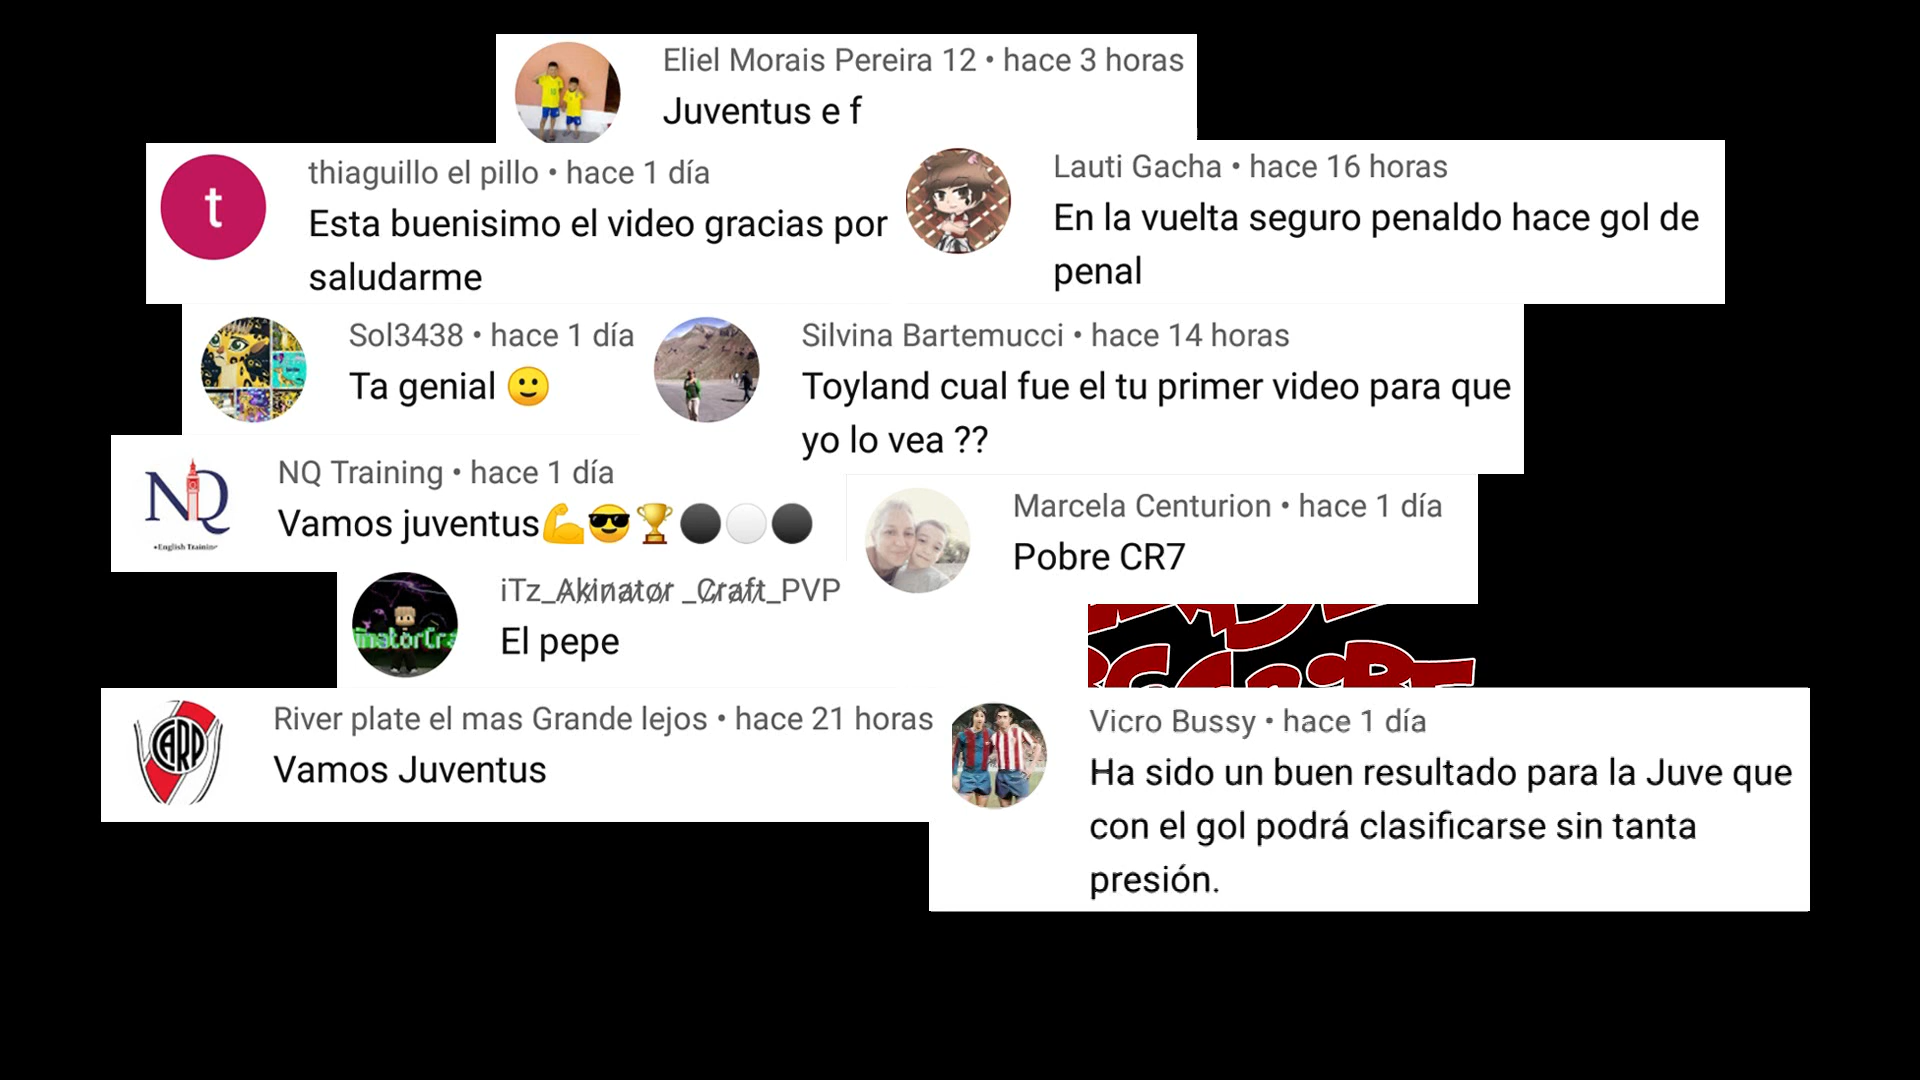 Eliel Morais Pereira 12 • hace 3 horas
Juventus e f
t
thiaguillo el pillo • hace 1 día
Esta buenisimo el video gracias por
saludarme
Lauti Gacha • hace 16 horas
En la vuelta seguro penaldo hace gol de
penal
Sol3438 • hace 1 día
Ta genial 🙂
Silvina Bartemucci • hace 14 horas
Toyland cual fue el tu primer video para que
yo lo vea ??
NQ
•English Training•
NQ Training • hace 1 día
Vamos juventus💪😎🏆⚫⚪⚫
Marcela Centurion • hace 1 día
Pobre CR7
iTz_Akinator _Craft_PVP
El pepe
CARP
River plate el mas Grande lejos • hace 21 horas
Vamos Juventus
Vicro Bussy • hace 1 día
Ha sido un buen resultado para la Juve que
con el gol podrá clasificarse sin tanta
presión.